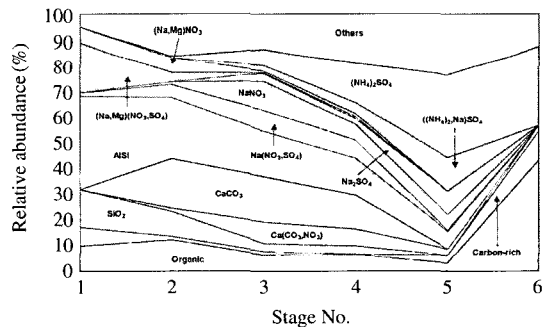 Relative abundance (%)
100
90
80
70
60
50
40
30
20
10
0
(Na,Mg)NO3
Others
(NH4)2SO4
NaNO3
(Na,Mg)(NO3,SO4)
((NH4)2,Na)SO4
Na(NO3,SO4)
Na2SO4
AlSi
CaCO3
SiO2
Ca(CO3,NO3)
Carbon-rich
Organic
1 2 3 4 5 6
Stage No.